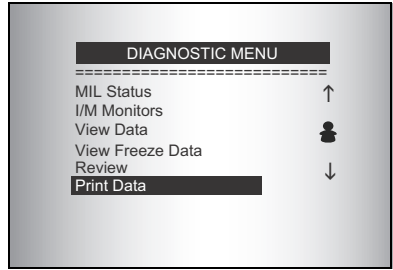 DIAGNOSTIC MENU
===========================
MIL Status
I/M Monitors
View Data
View Freeze Data
Review
Print Data